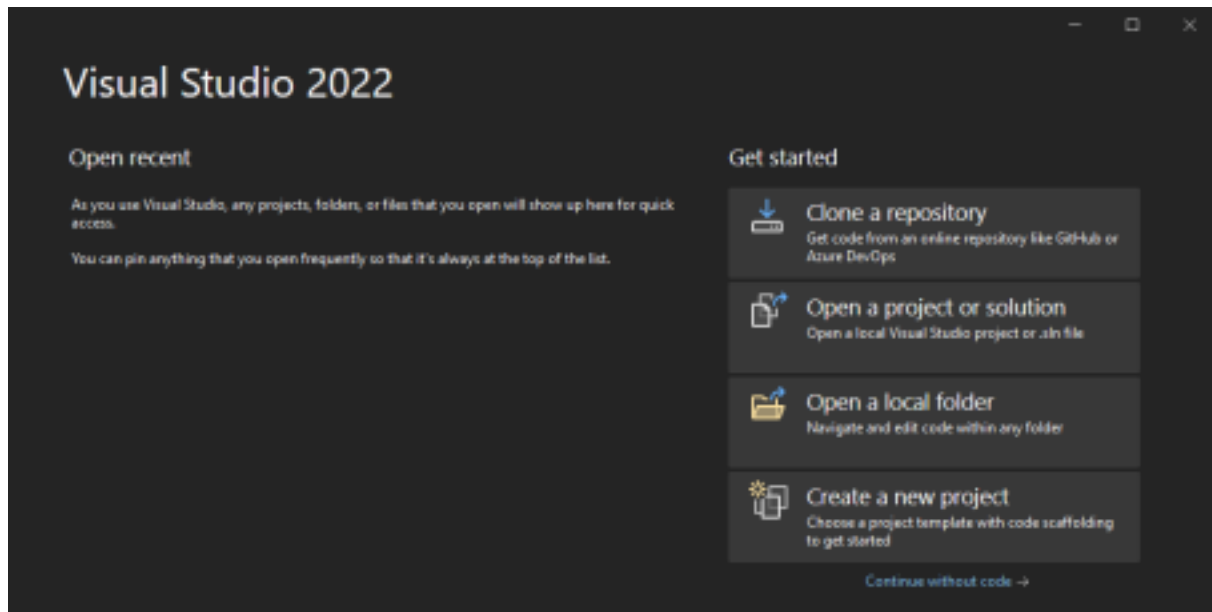 Visual Studio 2022
Open recent
As you use Visual Studio, any projects, folders, or files that you open will show up here for quick
access.
You can pin anything that you open frequently so that it's always at the top of the list.
Get started
Clone a repository
Get code from an online repository like GitHub or
Azure DevOps
Open a project or solution
Open a local Visual Studio project or .sln file
Open a local folder
Navigate and edit code within any folder
Create a new project
Choose a project template with code scaffolding
to get started
Continue without code →